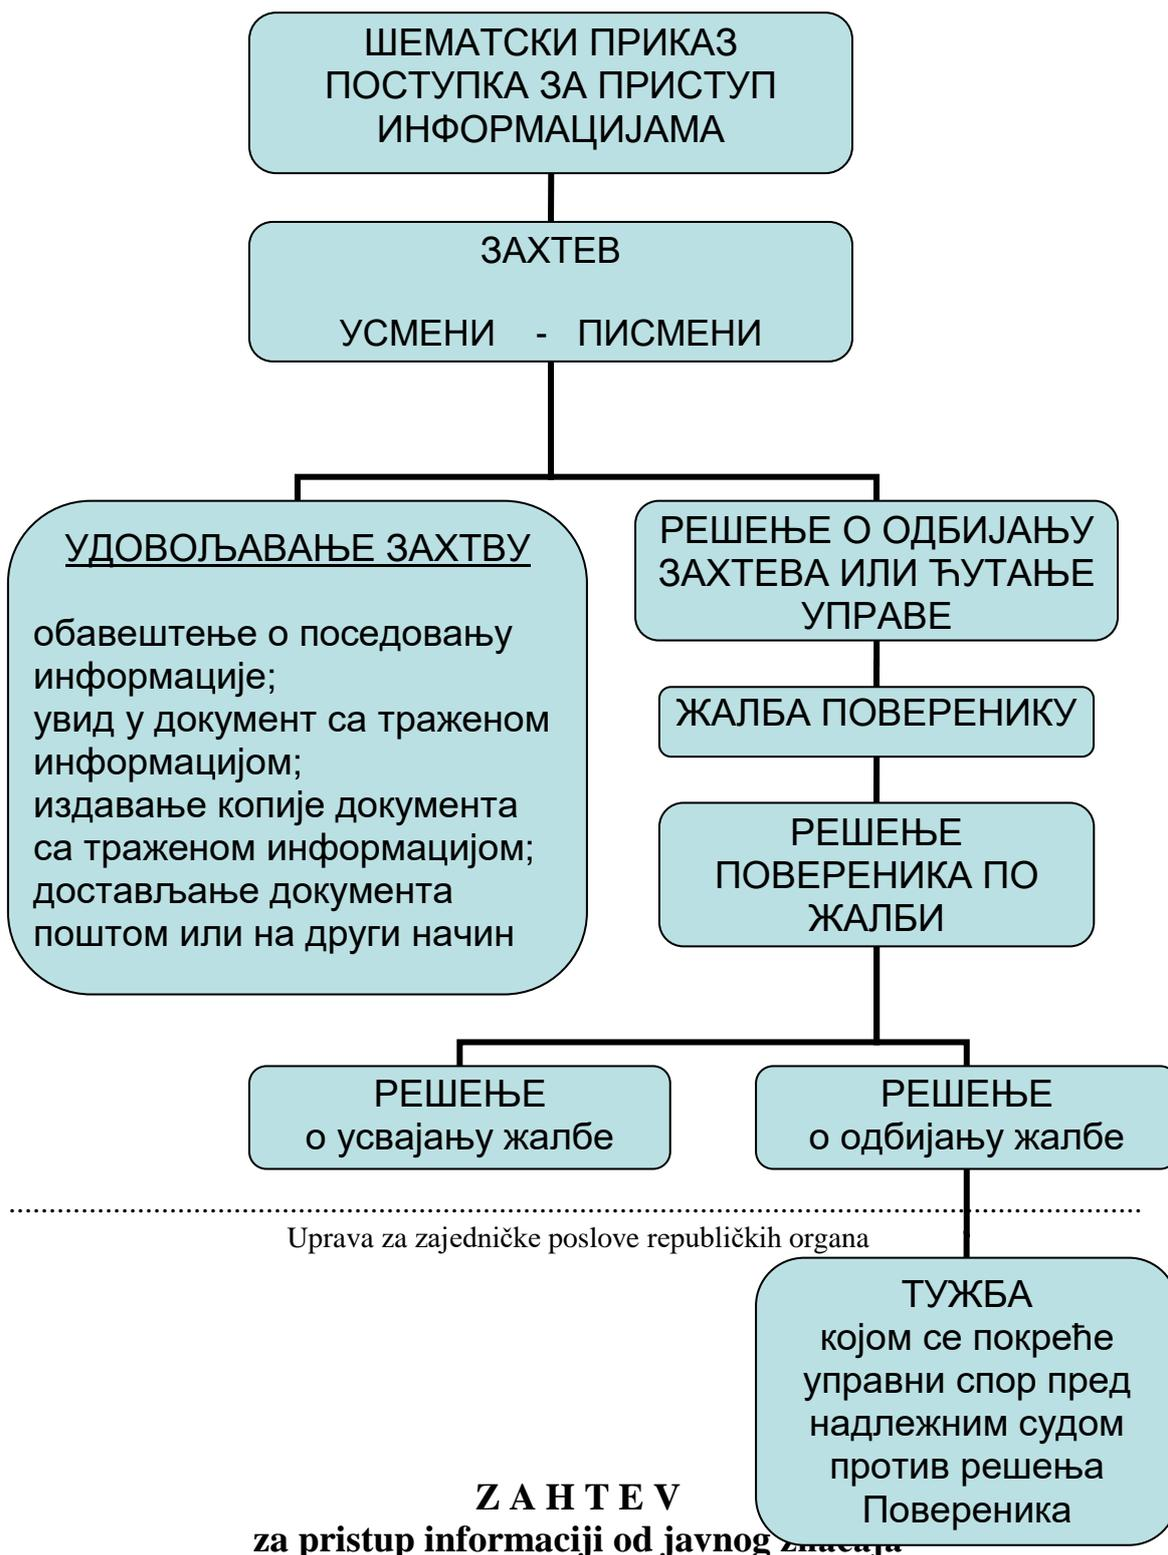 ШЕМАТСКИ ПРИКАЗ
ПОСТУПКА ЗА ПРИСТУП
ИНФОРМАЦИЈАМА
ЗАХТЕВ
УСМЕНИ - ПИСМЕНИ
УДОВОЉАВАЊЕ ЗАХТВУ
обавештење о поседовању
информације;
увид у документ са траженом
информацијом;
издавање копије документа
са траженом информацијом;
достављање документа
поштом или на други начин
РЕШЕЊЕ О ОДБИЈАЊУ
ЗАХТЕВА ИЛИ ЋУТАЊЕ
УПРАВЕ
ЖАЛБА ПОВЕРЕНИКУ
РЕШЕЊЕ
ПОВЕРЕНИКА ПО
ЖАЛБИ
РЕШЕЊЕ
о усвајању жалбе
РЕШЕЊЕ
о одбијању жалбе
Uprava za zajedničke poslove republičkih organa
ТУЖБА
којом се покреће
управни спор пред
надлежним судом
против решења
Повереника
Z A H T E V
za pristup informaciji od javnog značaja